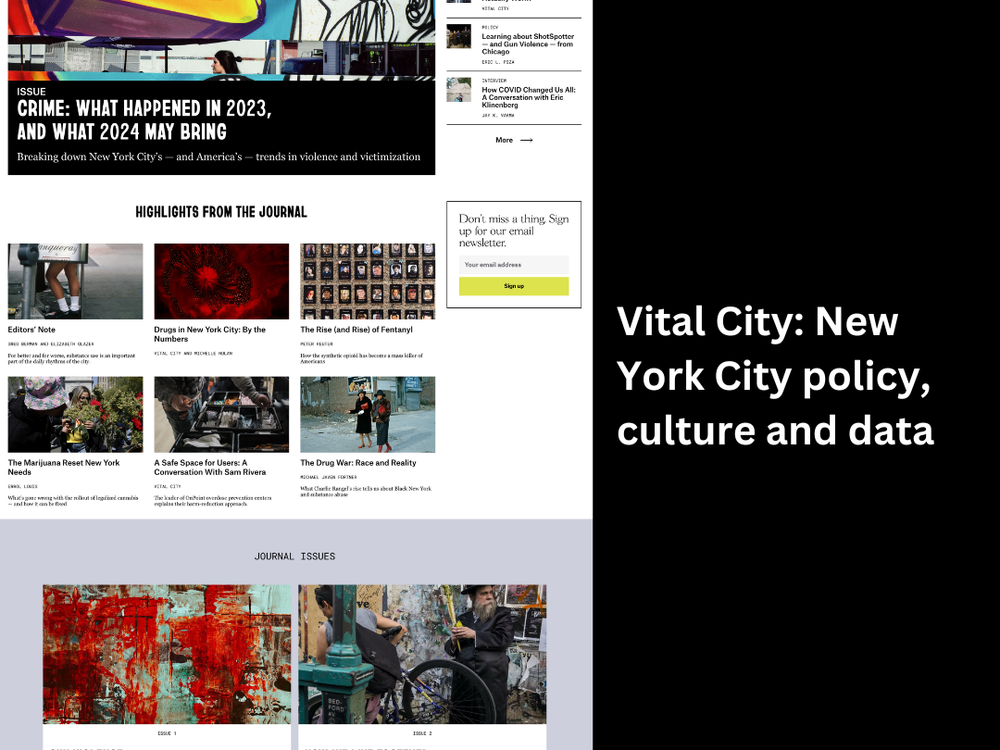 ISSUE
CRIME: WHAT HAPPENED IN 2023,
AND WHAT 2024 MAY BRING
Breaking down New York City's — and America's — trends in violence and victimization
VITAL CITY
POLICY
Learning about ShotSpotter
— and Gun Violence — from
Chicago
ERIC L. PIZA
INTERVIEW
How COVID Changed Us All:
A Conversation with Eric
Klinenberg
JAY K. VARMA
More
HIGHLIGHTS FROM THE JOURNAL
Don't miss a thing. Sign
up for our email
newsletter.
Your email address
Sign up
Editors' Note
GREG BERMAN AND ELIZABETH GLAZER
For better and for worse, substance use is an important
part of the daily rhythms of the city.
Drugs in New York City: By the
Numbers
VITAL CITY AND MICHELLE NOLAN
The Rise (and Rise) of Fentanyl
PETER REUTER
How the synthetic opioid has become a mass killer of
Americans
The Marijuana Reset New York
Needs
ERROL LOUIS
What's gone wrong with the rollout of legalized cannabis
— and how it can be fixed
A Safe Space for Users: A
Conversation With Sam Rivera
VITAL CITY
The leader of OnPoint overdose prevention centers
explains their harm-reduction approach.
The Drug War: Race and Reality
MICHAEL JAVEN FORTNER
What Charlie Rangel's rise tells us about Black New York
and substance abuse
JOURNAL ISSUES
BED-
FORD
AV
ISSUE 1
ISSUE 2
Vital City: New
York City policy,
culture and data